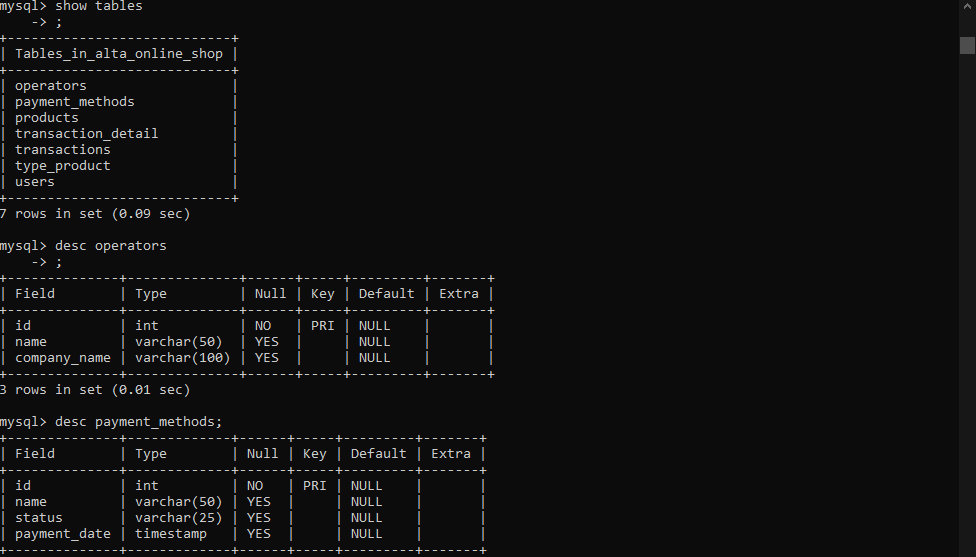 mysql> show tables
    -> ;
+----------------------------+
| Tables_in_alta_online_shop |
+----------------------------+
| operators                  |
| payment_methods            |
| products                   |
| transaction_detail         |
| transactions               |
| type_product               |
| users                      |
+----------------------------+
7 rows in set (0.09 sec)
mysql> desc operators
    -> ;
+--------------+--------------+------+-----+---------+-------+
| Field        | Type         | Null | Key | Default | Extra |
+--------------+--------------+------+-----+---------+-------+
| id           | int          | NO   | PRI | NULL    |       |
| name         | varchar(50)  | YES  |     | NULL    |       |
| company_name | varchar(100) | YES  |     | NULL    |       |
+--------------+--------------+------+-----+---------+-------+
3 rows in set (0.01 sec)
mysql> desc payment_methods;
+--------------+-------------+------+-----+---------+-------+
| Field        | Type        | Null | Key | Default | Extra |
+--------------+-------------+------+-----+---------+-------+
| id           | int         | NO   | PRI | NULL    |       |
| name         | varchar(50) | YES  |     | NULL    |       |
| status       | varchar(25) | YES  |     | NULL    |       |
| payment_date | timestamp   | YES  |     | NULL    |       |
+--------------+-------------+------+-----+---------+-------+